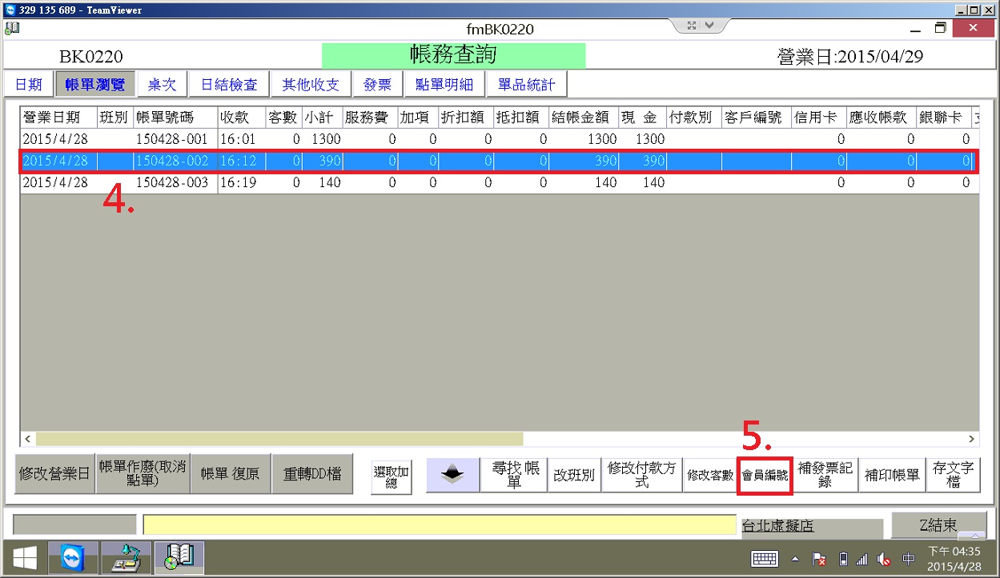 329 135 689 - TeamViewer
fmBK0220
BK0220 帳務查詢 營業日:2015/04/29
日期 帳單瀏覽 桌次 日結檢查 其他收支 發票 點單明細 單品統計
營業日期 班別 帳單號碼 收款 客數 小計 服務費 加項 折扣額 抵扣額 結帳金額 現 金 付款別 客戶編號 信用卡 應收帳款 銀聯卡
2015/4/28 150428-001 16:01 0 1300 0 0 0 0 1300 1300 0 0 0
2015/4/28 150428-002 16:12 0 390 0 0 0 0 390 390 0 0 0
2015/4/28 150428-003 16:19 0 140 0 0 0 0 140 140 0 0 0
4.
5.
修改營業日 帳單作廢(取消
點單) 帳單 復原 重轉DD檔 選取加
總 尋找 帳
單 改班別 修改付款方
式 修改客數 會員編號 補發票記
錄 補印帳單 存文字
檔
台北虛擬店 Z結束
中 下午 04:35
2015/4/28